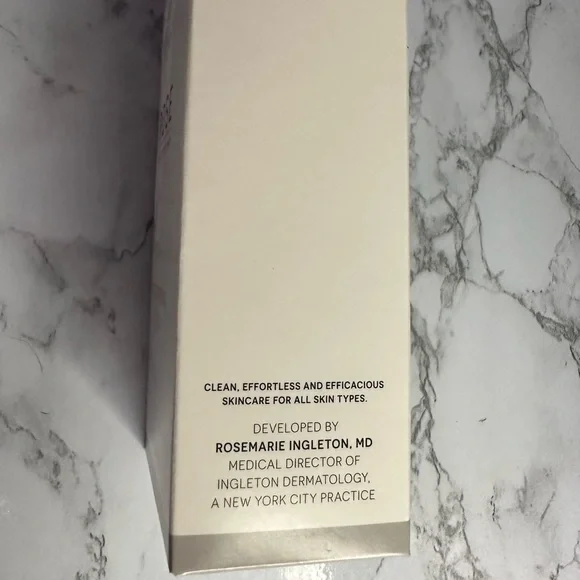 CLEAN, EFFORTLESS AND EFFICACIOUS
SKINCARE FOR ALL SKIN TYPES.
DEVELOPED BY
ROSEMARIE INGLETON, MD
MEDICAL DIRECTOR OF
INGLETON DERMATOLOGY,
A NEW YORK CITY PRACTICE